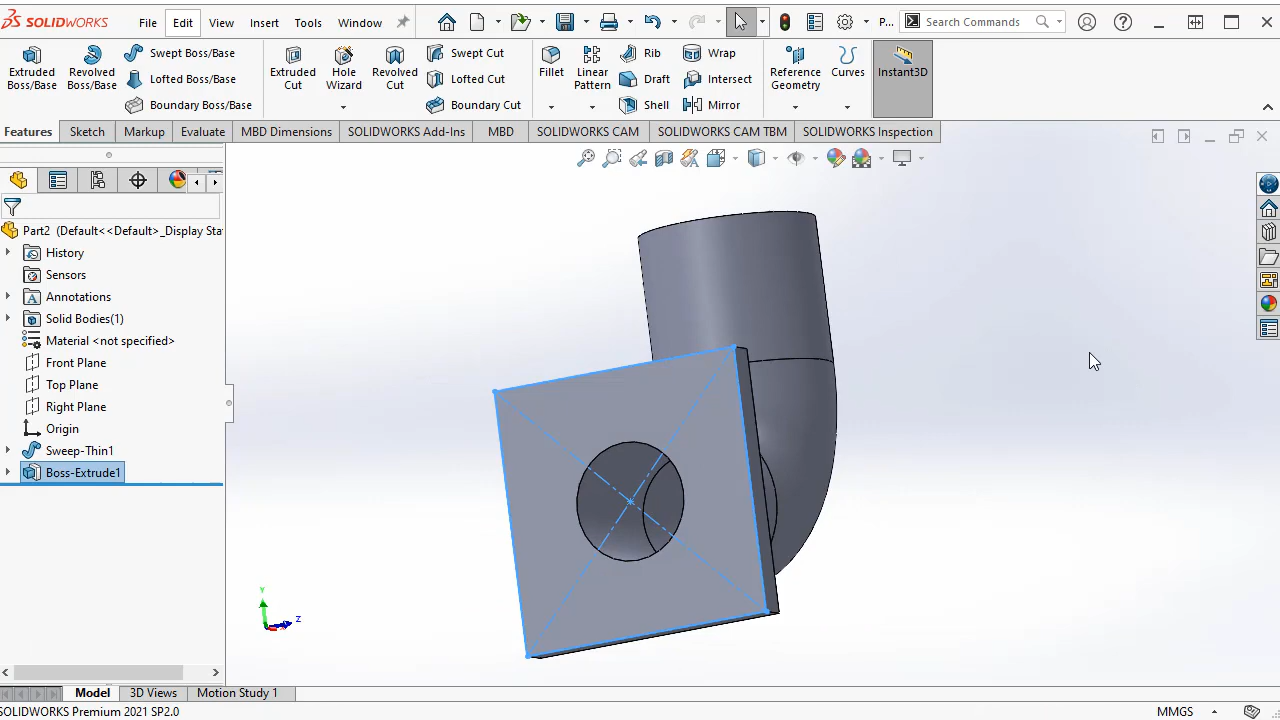 SOLIDWORKS File Edit View Insert Tools Window P... Search Commands
Extruded Boss/Base
Revolved Boss/Base
Swept Boss/Base
Lofted Boss/Base
Boundary Boss/Base
Extruded Cut
Hole Wizard
Revolved Cut
Swept Cut
Lofted Cut
Boundary Cut
Fillet
Linear Pattern
Rib
Draft
Shell
Wrap
Intersect
Mirror
Reference Geometry
Curves
Instant3D
Features Sketch Markup Evaluate MBD Dimensions SOLIDWORKS Add-Ins MBD SOLIDWORKS CAM SOLIDWORKS CAM TBM SOLIDWORKS Inspection
Part2 (Default<<Default>_Display Sta
History
Sensors
Annotations
Solid Bodies(1)
Material <not specified>
Front Plane
Top Plane
Right Plane
Origin
Sweep-Thin1
Boss-Extrude1
Y
Z
Model 3D Views Motion Study 1
SOLIDWORKS Premium 2021 SP2.0 MMGS